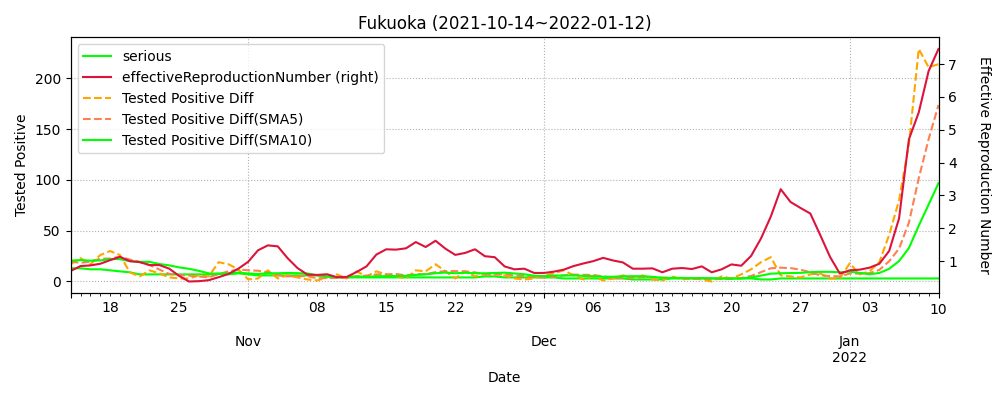 Fukuoka (2021-10-14~2022-01-12)
serious
effectiveReproductionNumber (right)
Tested Positive Diff
Tested Positive Diff(SMA5)
Tested Positive Diff(SMA10)
Tested Positive
200
150
100
50
0
7
6
5
4
3
2
1
Effective Reproduction Number
18 25 08 15 22 29 06 13 20 27 03 10
Nov Dec Jan
2022
Date